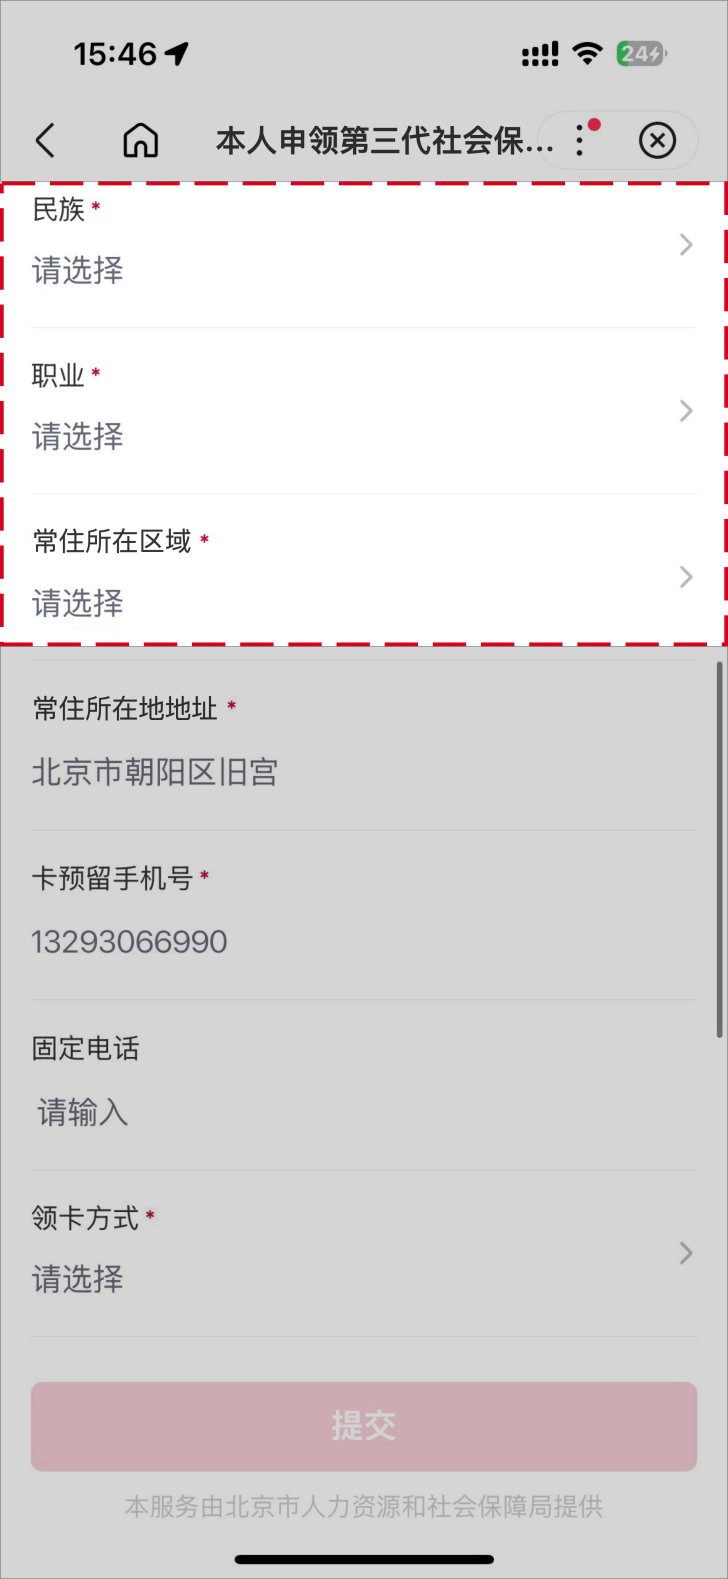 15:46
24
本人申领第三代社会保...
民族*
请选择
职业*
请选择
常住所在区域*
请选择
常住所在地地址*
北京市朝阳区旧宫
卡预留手机号*
13293066990
固定电话
请输入
领卡方式*
请选择
提交
本服务由北京市人力资源和社会保障局提供